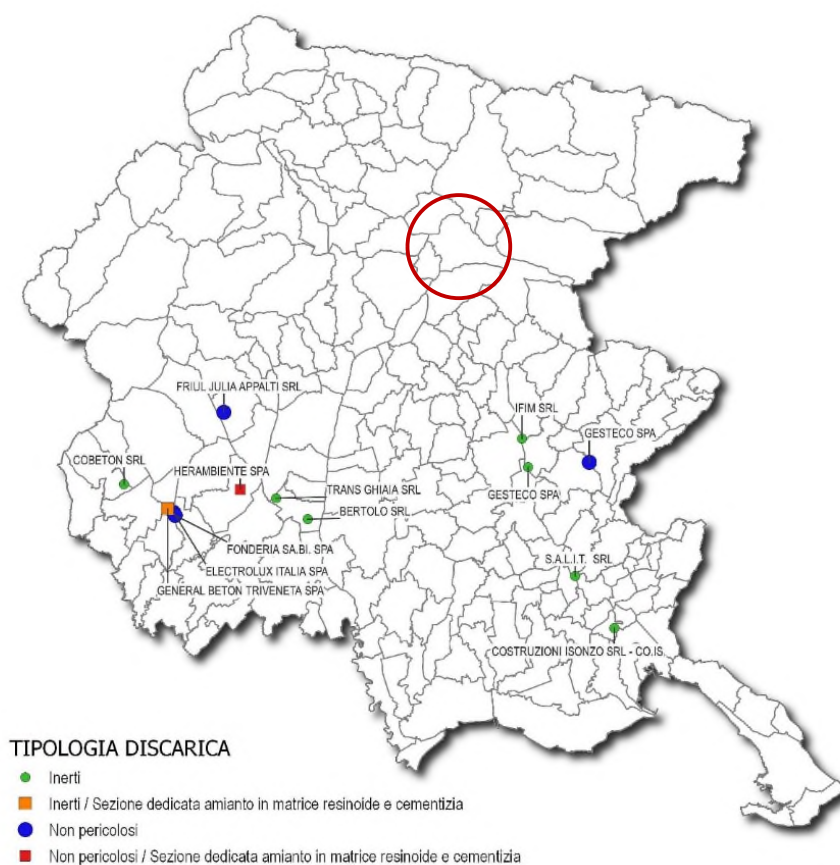 FRIUL JULIA APPALTI SRL
IFIM SRL
GESTECO SPA
COBETON SRL
HERAMBIENTE SPA
TRANS GHIAIA SRL
GESTECO SPA
BERTOLO SRL
FONDERIA SA.BI. SPA
ELECTROLUX ITALIA SPA
GENERAL BETON TRIVENETA SPA
S.A.L.I.T. SRL
COSTRUZIONI ISONZO SRL - CO.IS.
TIPOLOGIA DISCARICA
Inerti
Inerti / Sezione dedicata amianto in matrice resinoide e cementizia
Non pericolosi
Non pericolosi / Sezione dedicata amianto in matrice resinoide e cementizia